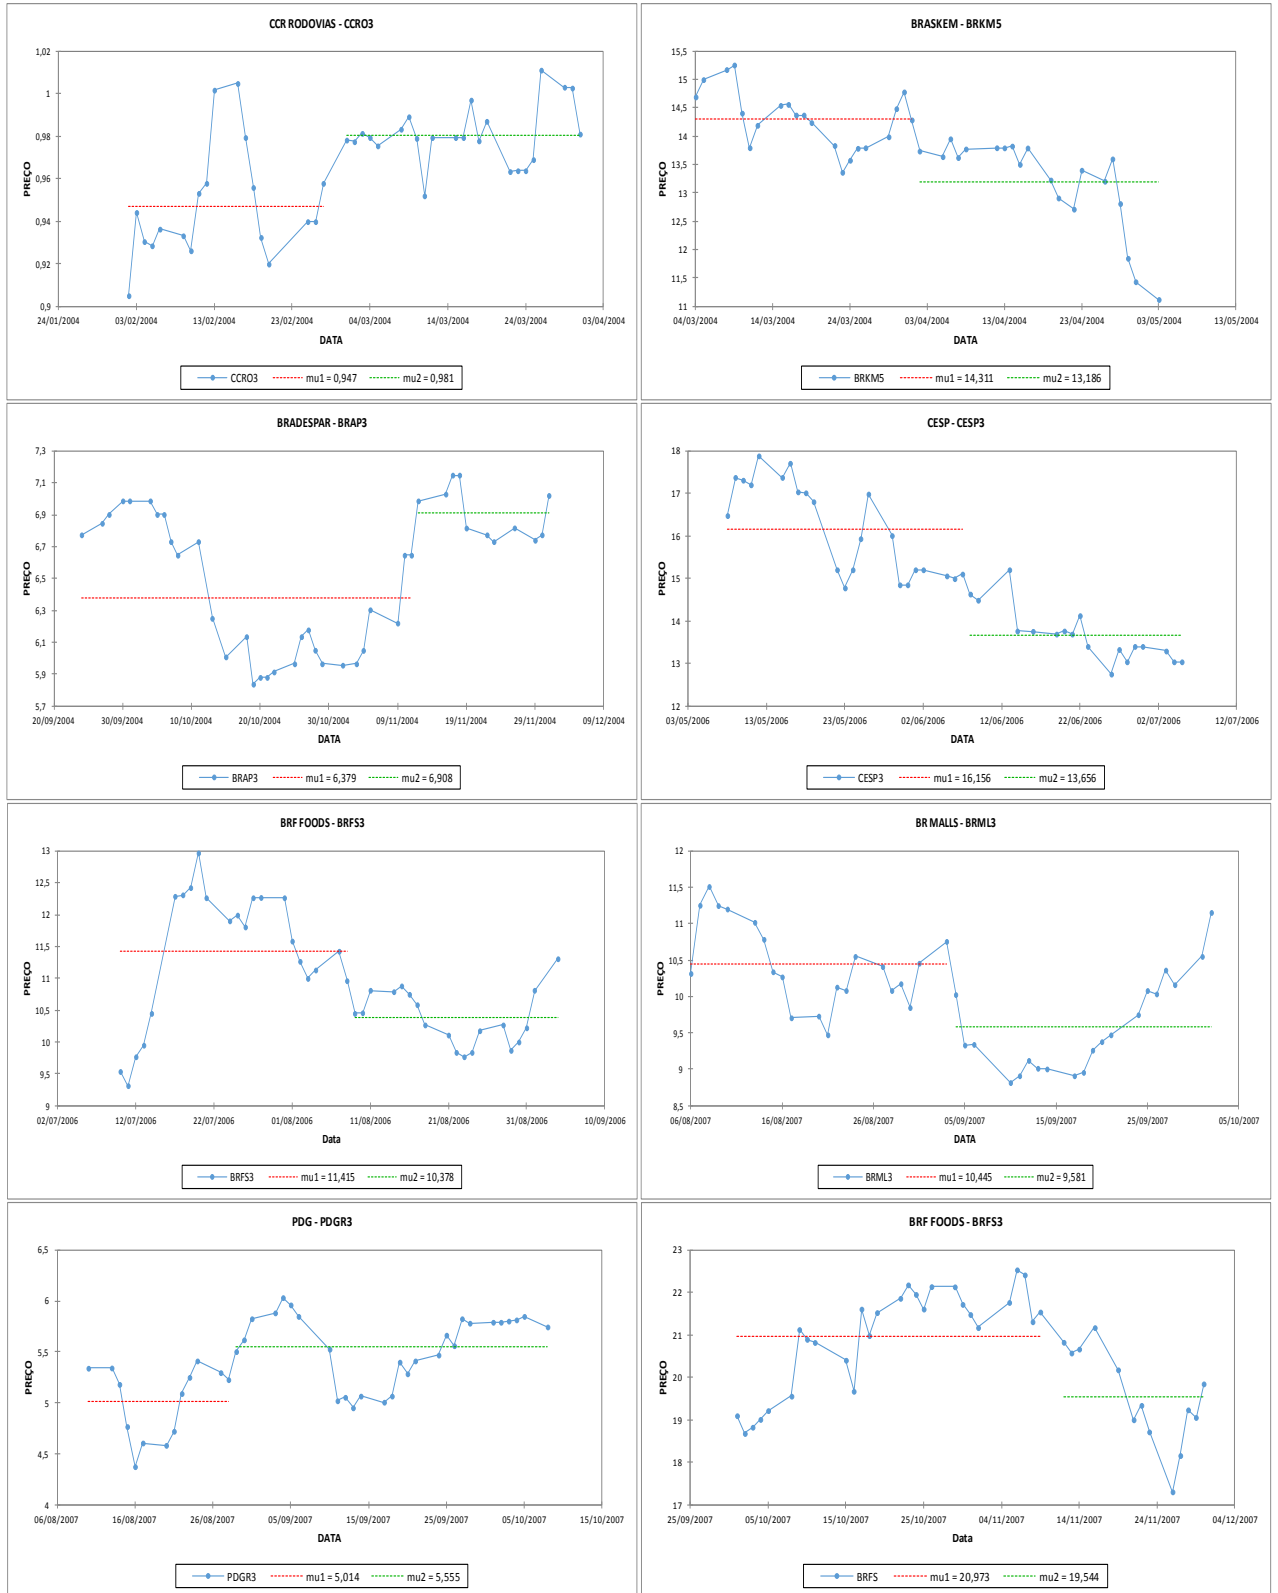 CCR RODOVIAS - CCRO3
PREÇO
1,02
1
0,98
0,96
0,94
0,92
0,9
24/01/2004 03/02/2004 13/02/2004 23/02/2004 04/03/2004 14/03/2004 24/03/2004 03/04/2004
DATA
CCRO3 mu1 = 0,947 mu2 = 0,981
BRASKEM - BRKM5
PREÇO
15,5
15
14,5
14
13,5
13
12,5
12
11,5
11
04/03/2004 14/03/2004 24/03/2004 03/04/2004 13/04/2004 23/04/2004 03/05/2004 13/05/2004
DATA
BRKM5 mu1 = 14,311 mu2 = 13,186
BRADESPAR - BRAP3
PREÇO
7,3
7,1
6,9
6,7
6,5
6,3
6,1
5,9
5,7
20/09/2004 30/09/2004 10/10/2004 20/10/2004 30/10/2004 09/11/2004 19/11/2004 29/11/2004 09/12/2004
DATA
BRAP3 mu1 = 6,379 mu2 = 6,908
CESP - CESP3
PREÇO
18
17
16
15
14
13
12
03/05/2006 13/05/2006 23/05/2006 02/06/2006 12/06/2006 22/06/2006 02/07/2006 12/07/2006
DATA
CESP3 mu1 = 16,156 mu2 = 13,656
BRF FOODS - BRFS3
PREÇO
13
12,5
12
11,5
11
10,5
10
9,5
9
02/07/2006 12/07/2006 22/07/2006 01/08/2006 11/08/2006 21/08/2006 31/08/2006 10/09/2006
Data
BRFS3 mu1 = 11,415 mu2 = 10,378
BR MALLS - BRML3
PREÇO
12
11,5
11
10,5
10
9,5
9
8,5
06/08/2007 16/08/2007 26/08/2007 05/09/2007 15/09/2007 25/09/2007 05/10/2007
DATA
BRML3 mu1 = 10,445 mu2 = 9,581
PDG - PDGR3
PREÇO
6,5
6
5,5
5
4,5
4
06/08/2007 16/08/2007 26/08/2007 05/09/2007 15/09/2007 25/09/2007 05/10/2007 15/10/2007
DATA
PDGR3 mu1 = 5,014 mu2 = 5,555
BRF FOODS - BRFS3
PREÇO
23
22
21
20
19
18
17
25/09/2007 05/10/2007 15/10/2007 25/10/2007 04/11/2007 14/11/2007 24/11/2007 04/12/2007
Data
BRFS mu1 = 20,973 mu2 = 19,544